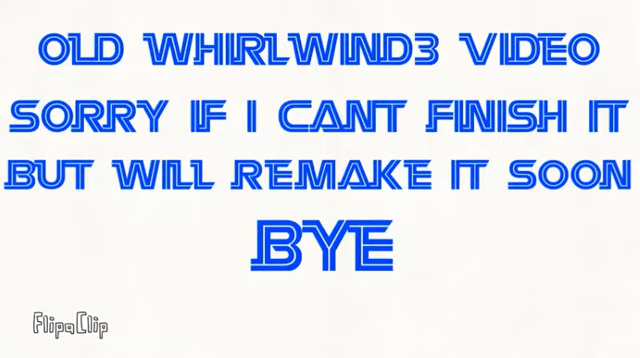 OLD WHIRLWIND3 VIDEO
SORRY IF I CANT FINISH IT
BUT WILL REMAKE IT SOON
BYE
FlipaClip